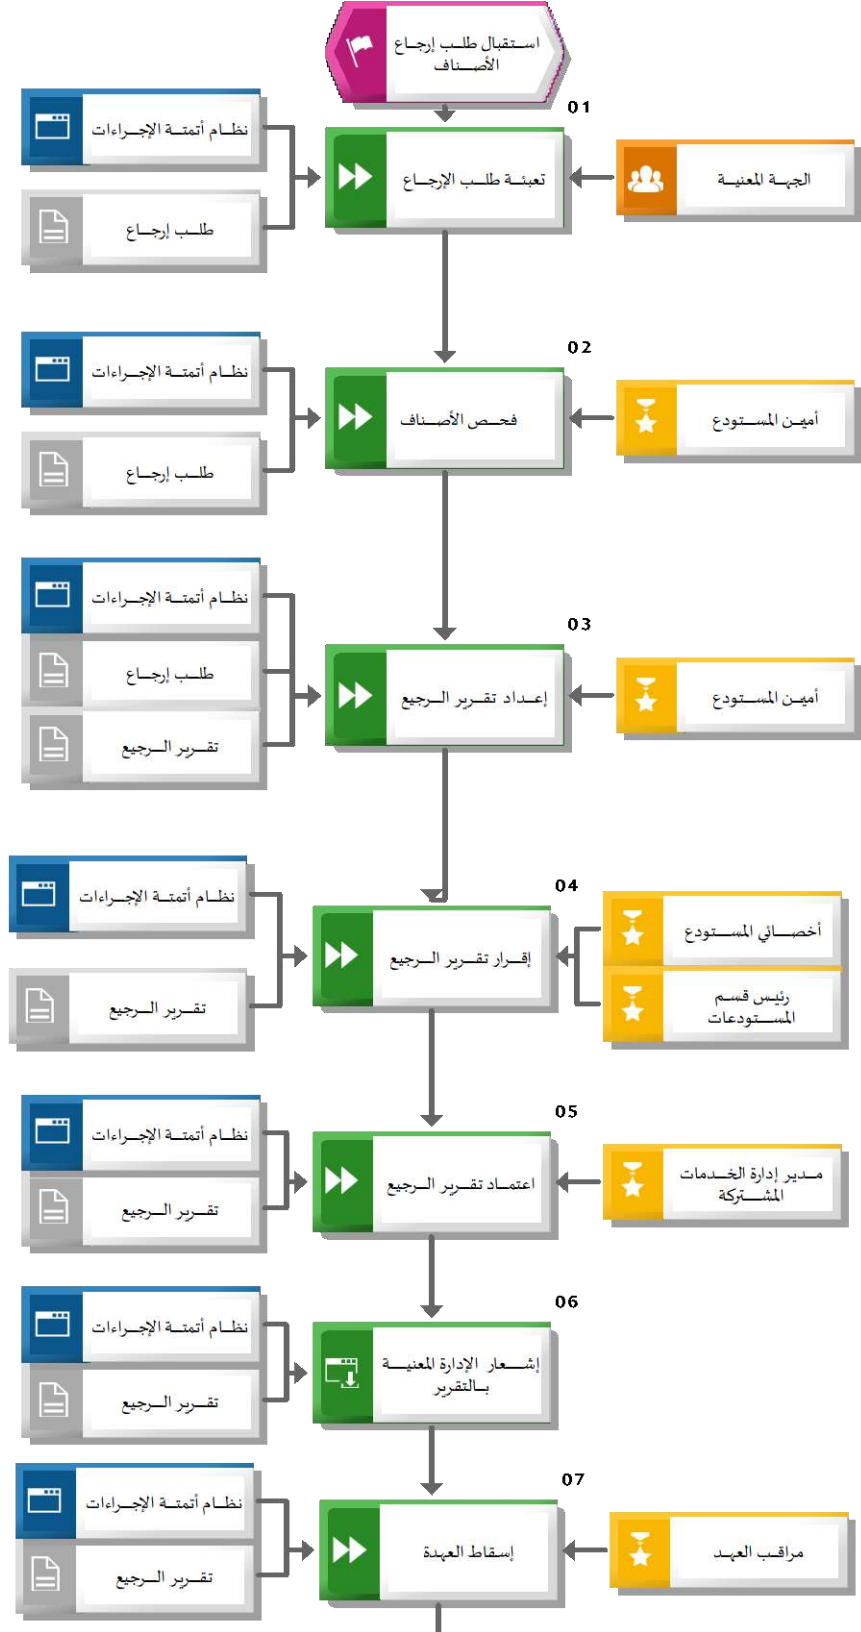 استقبال طلب إرجاع
الأصناف
01
الجهة المعنية
تعبئة طلب الإرجاع
نظام أتمتة الإجراءات
طلب إرجاع
02
أمين المستودع
فحص الأصناف
نظام أتمتة الإجراءات
طلب إرجاع
03
أمين المستودع
إعداد تقرير الرجيع
نظام أتمتة الإجراءات
طلب إرجاع
تقرير الرجيع
04
أخصائي المستودع
رئيس قسم
المستودعات
إقرار تقرير الرجيع
نظام أتمتة الإجراءات
تقرير الرجيع
05
مدير إدارة الخدمات
المشتركة
اعتماد تقرير الرجيع
نظام أتمتة الإجراءات
تقرير الرجيع
06
إشعار الإدارة المعنية
بالتقرير
نظام أتمتة الإجراءات
تقرير الرجيع
07
مراقب العهد
إسقاط العهدة
نظام أتمتة الإجراءات
تقرير الرجيع